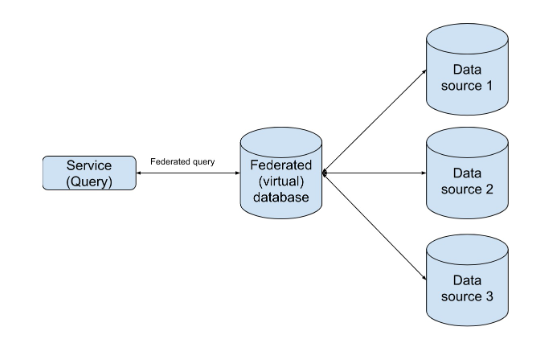 Service
(Query)
Federated query
Federated
(virtual)
database
Data
source 1
Data
source 2
Data
source 3